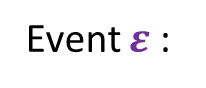 Event 𝜺 :